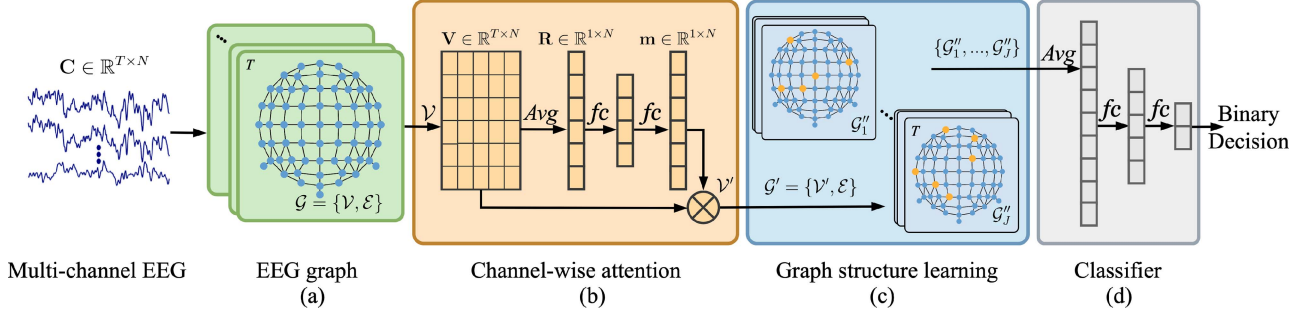 C ∈ ℝ^{T×N}
Multi-channel EEG
T
𝒢 = {𝒱, ℰ}
EEG graph
(a)
𝒱
V ∈ ℝ^{T×N} R ∈ ℝ^{1×N} m ∈ ℝ^{1×N}
Avg fc fc
𝒱′
Channel-wise attention
(b)
𝒢″_1
{𝒢″_1, ..., 𝒢″_J}
𝒢′ = {𝒱′, ℰ}
T
𝒢″_J
Graph structure learning
(c)
Avg
fc fc
Classifier
(d)
Binary
Decision